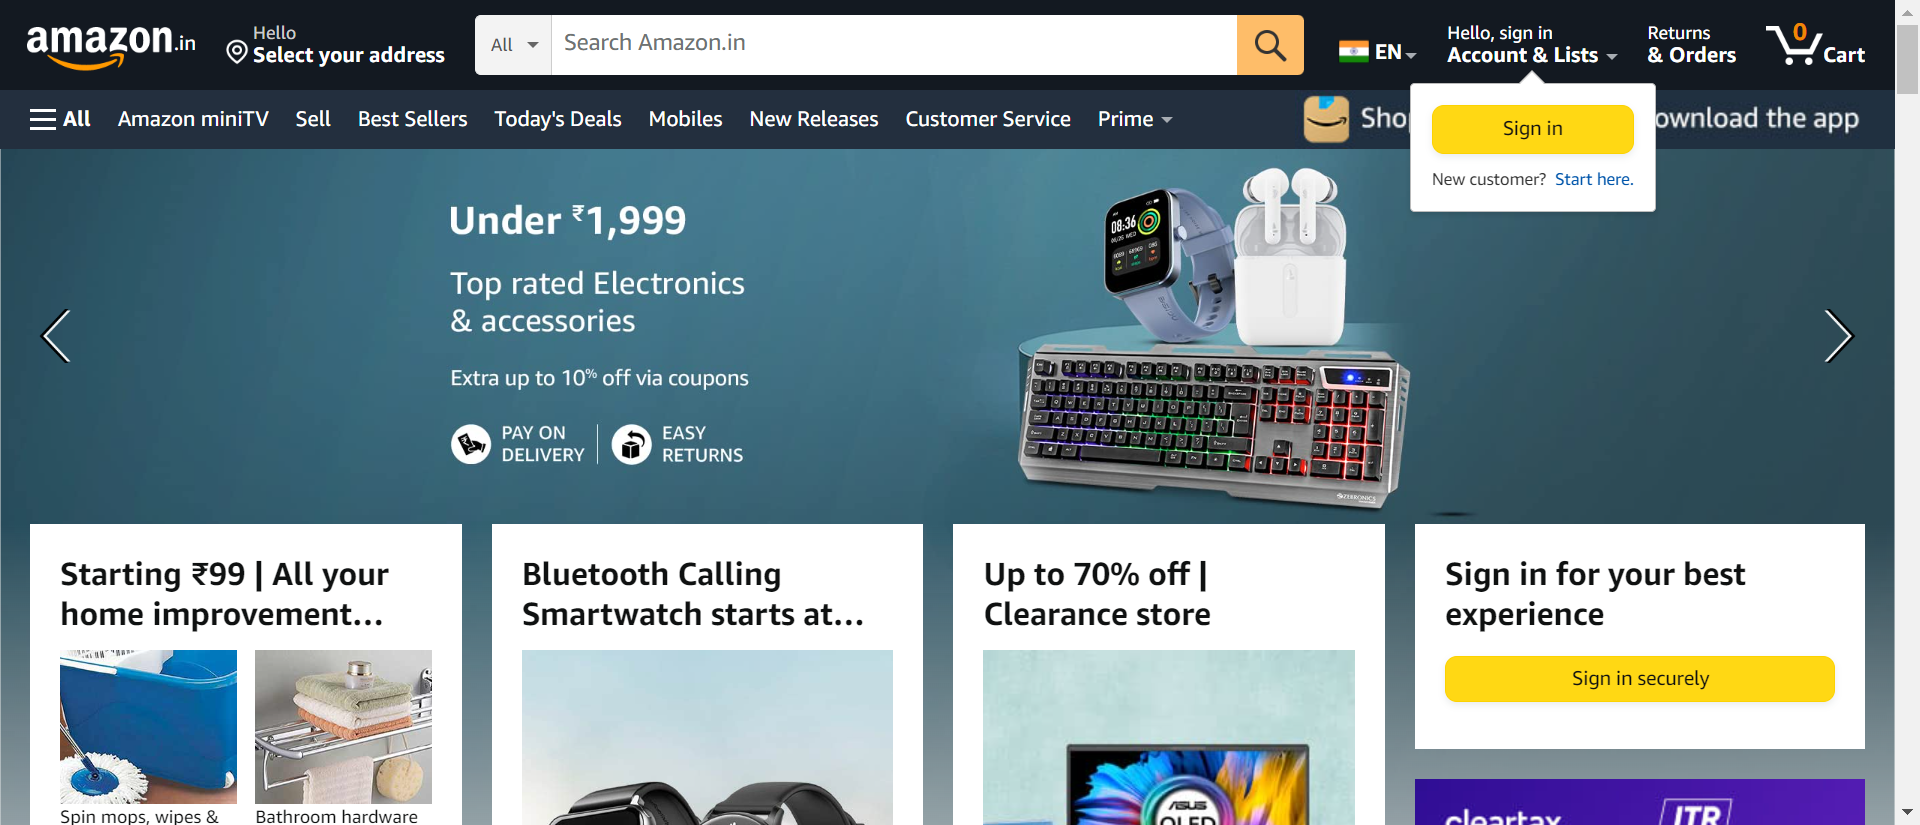 amazon.in
Hello
Select your address
All
Search Amazon.in
EN
Hello, sign in
Account & Lists
Returns
& Orders
0
Cart
All
Amazon miniTV
Sell
Best Sellers
Today's Deals
Mobiles
New Releases
Customer Service
Prime
Shop
ownload the app
Sign in
New customer? Start here.
Under ₹1,999
Top rated Electronics
& accessories
Extra up to 10% off via coupons
PAY ON
DELIVERY
EASY
RETURNS
08:36
ZEBRONICS
Starting ₹99 | All your
home improvement...
Spin mops, wipes &
Bathroom hardware
Bluetooth Calling
Smartwatch starts at...
Up to 70% off |
Clearance store
ASUS
OLED
Sign in for your best
experience
Sign in securely
cleartax
ITR